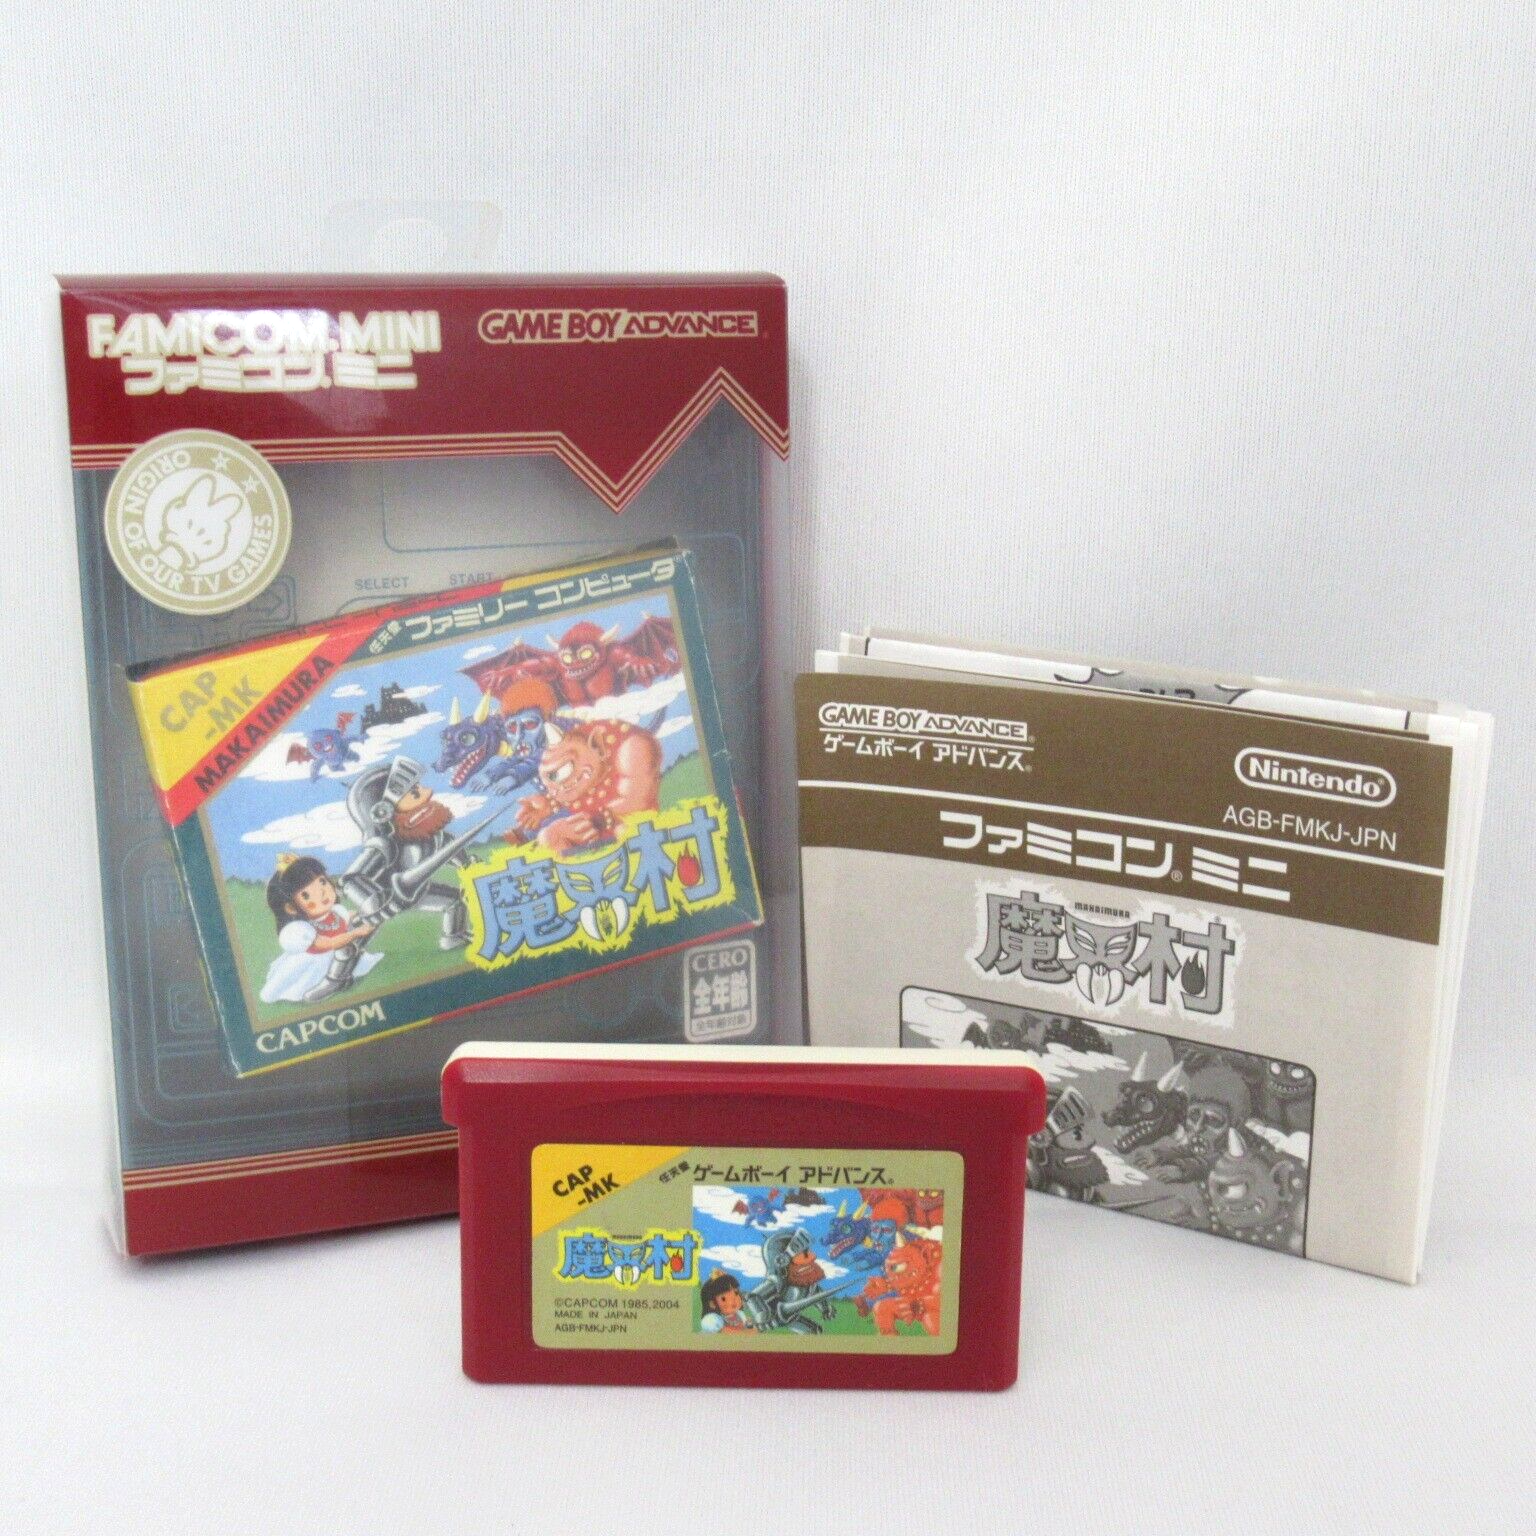 FAMICOM MINI
ファミコン ミニ
GAME BOY ADVANCE
ORIGIN OF OUR TV GAMES
SELECT START
CAP
-MK
MAKAIMURA
任天堂 ファミリー コンピュータ
魔界村
CAPCOM
CERO
全年齢
全年齢対象
GAME BOY ADVANCE
ゲームボーイ アドバンス
Nintendo®
AGB-FMKJ-JPN
ファミコン® ミニ
MAKAIMURA
魔界村
CAP
-MK
任天堂 ゲームボーイ アドバンス
MAKAIMURA
魔界村
©CAPCOM 1985,2004
MADE IN JAPAN
AGB-FMKJ-JPN